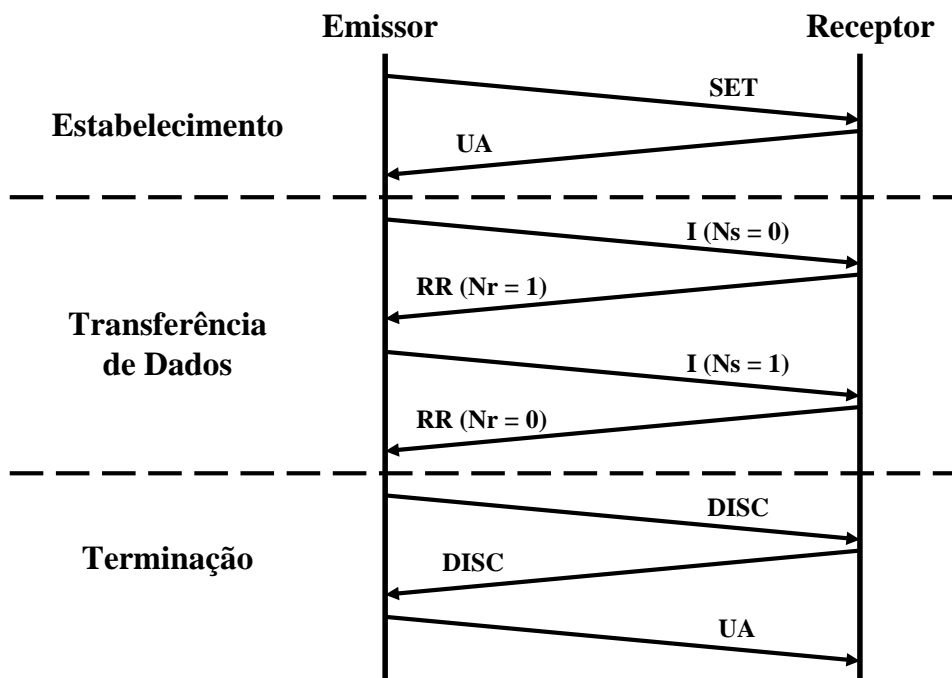 Emissor
Receptor
SET
Estabelecimento
UA
I (Ns = 0)
RR (Nr = 1)
Transferência
de Dados
I (Ns = 1)
RR (Nr = 0)
DISC
Terminação
DISC
UA